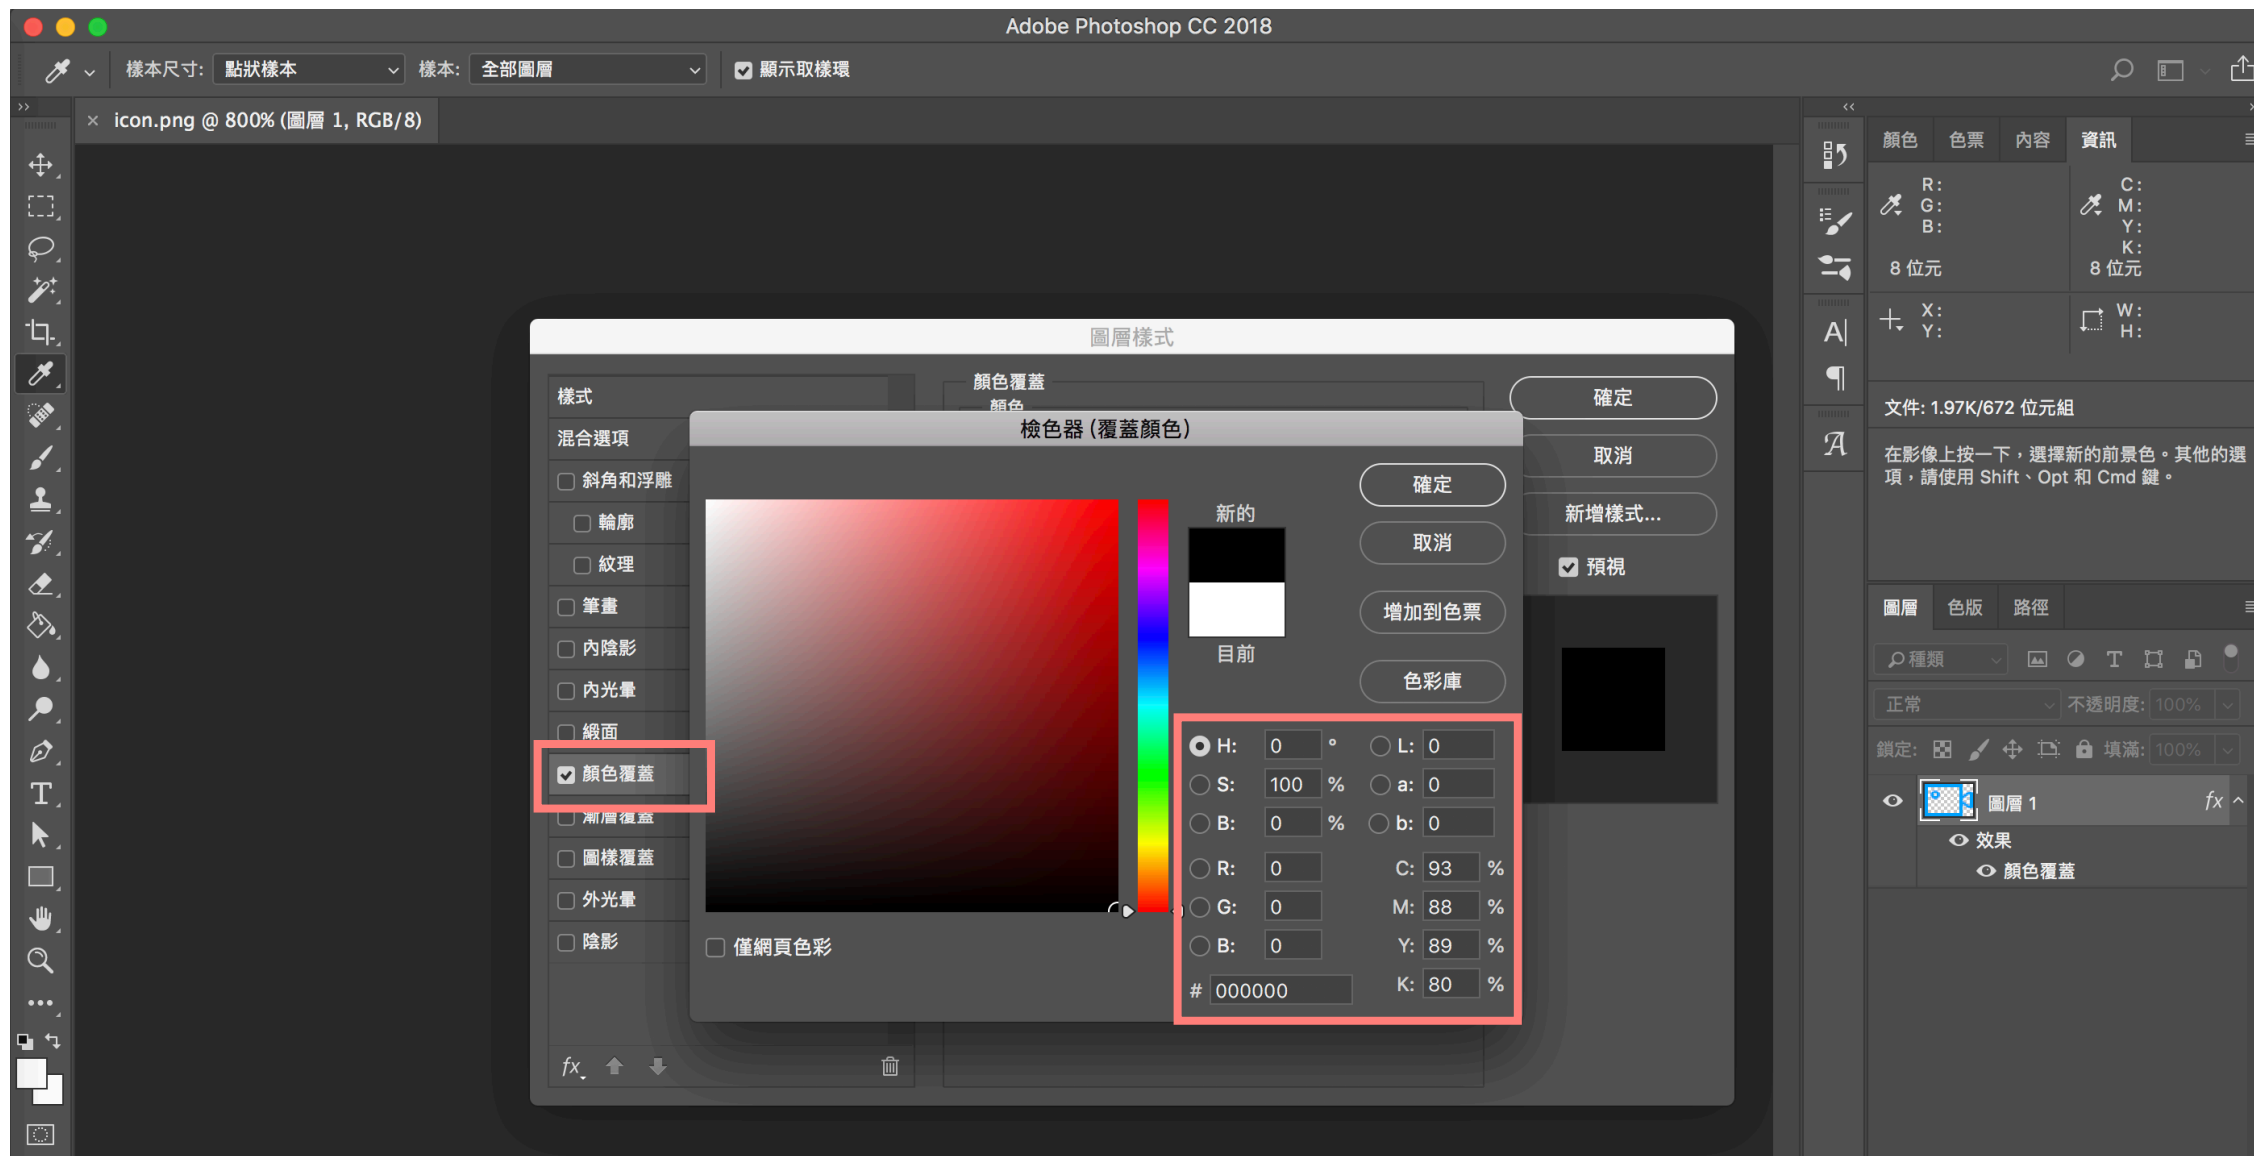 Adobe Photoshop CC 2018
樣本尺寸: 點狀樣本 樣本: 全部圖層 顯示取樣環
icon.png @ 800% (圖層 1, RGB/8)
顏色 色票 內容 資訊
R: C:
G: M:
B: Y:
K:
8 位元 8 位元
X: W:
Y: H:
文件: 1.97K/672 位元組
在影像上按一下，選擇新的前景色。其他的選
項，請使用 Shift、Opt 和 Cmd 鍵。
圖層樣式
樣式
混合選項
斜角和浮雕
輪廓
紋理
筆畫
內陰影
內光暈
緞面
顏色覆蓋
漸層覆蓋
圖樣覆蓋
外光暈
陰影
fx
顏色覆蓋
顏色
確定
取消
新增樣式...
預視
檢色器 (覆蓋顏色)
新的
目前
確定
取消
增加到色票
色彩庫
H: 0 ° L: 0
S: 100 % a: 0
B: 0 % b: 0
R: 0 C: 93 %
G: 0 M: 88 %
B: 0 Y: 89 %
# 000000 K: 80 %
僅網頁色彩
圖層 色版 路徑
種類
正常 不透明度: 100%
鎖定: 填滿: 100%
圖層 1 fx
效果
顏色覆蓋